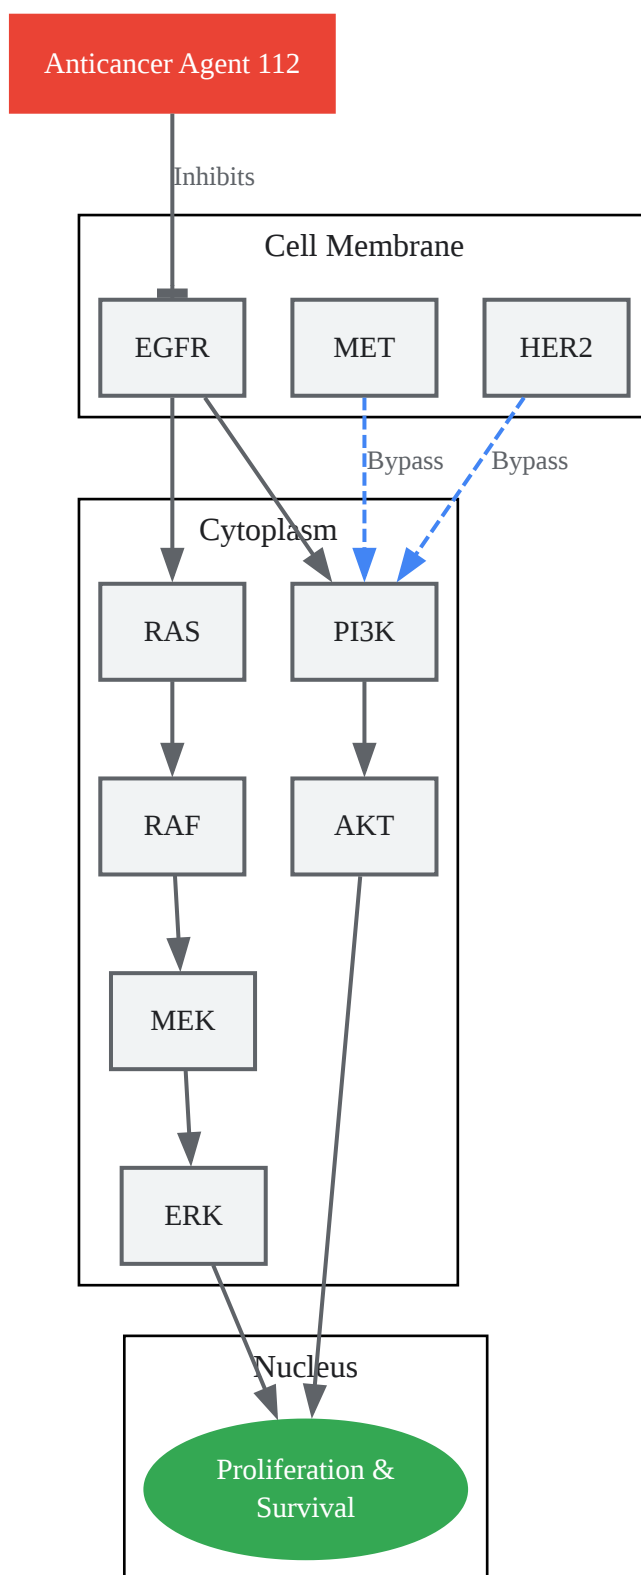 Anticancer Agent 112
Inhibits
Cell Membrane
EGFR
MET
HER2
Bypass
Bypass
Cytoplasm
RAS
PI3K
RAF
AKT
MEK
ERK
Nucleus
Proliferation &
Survival